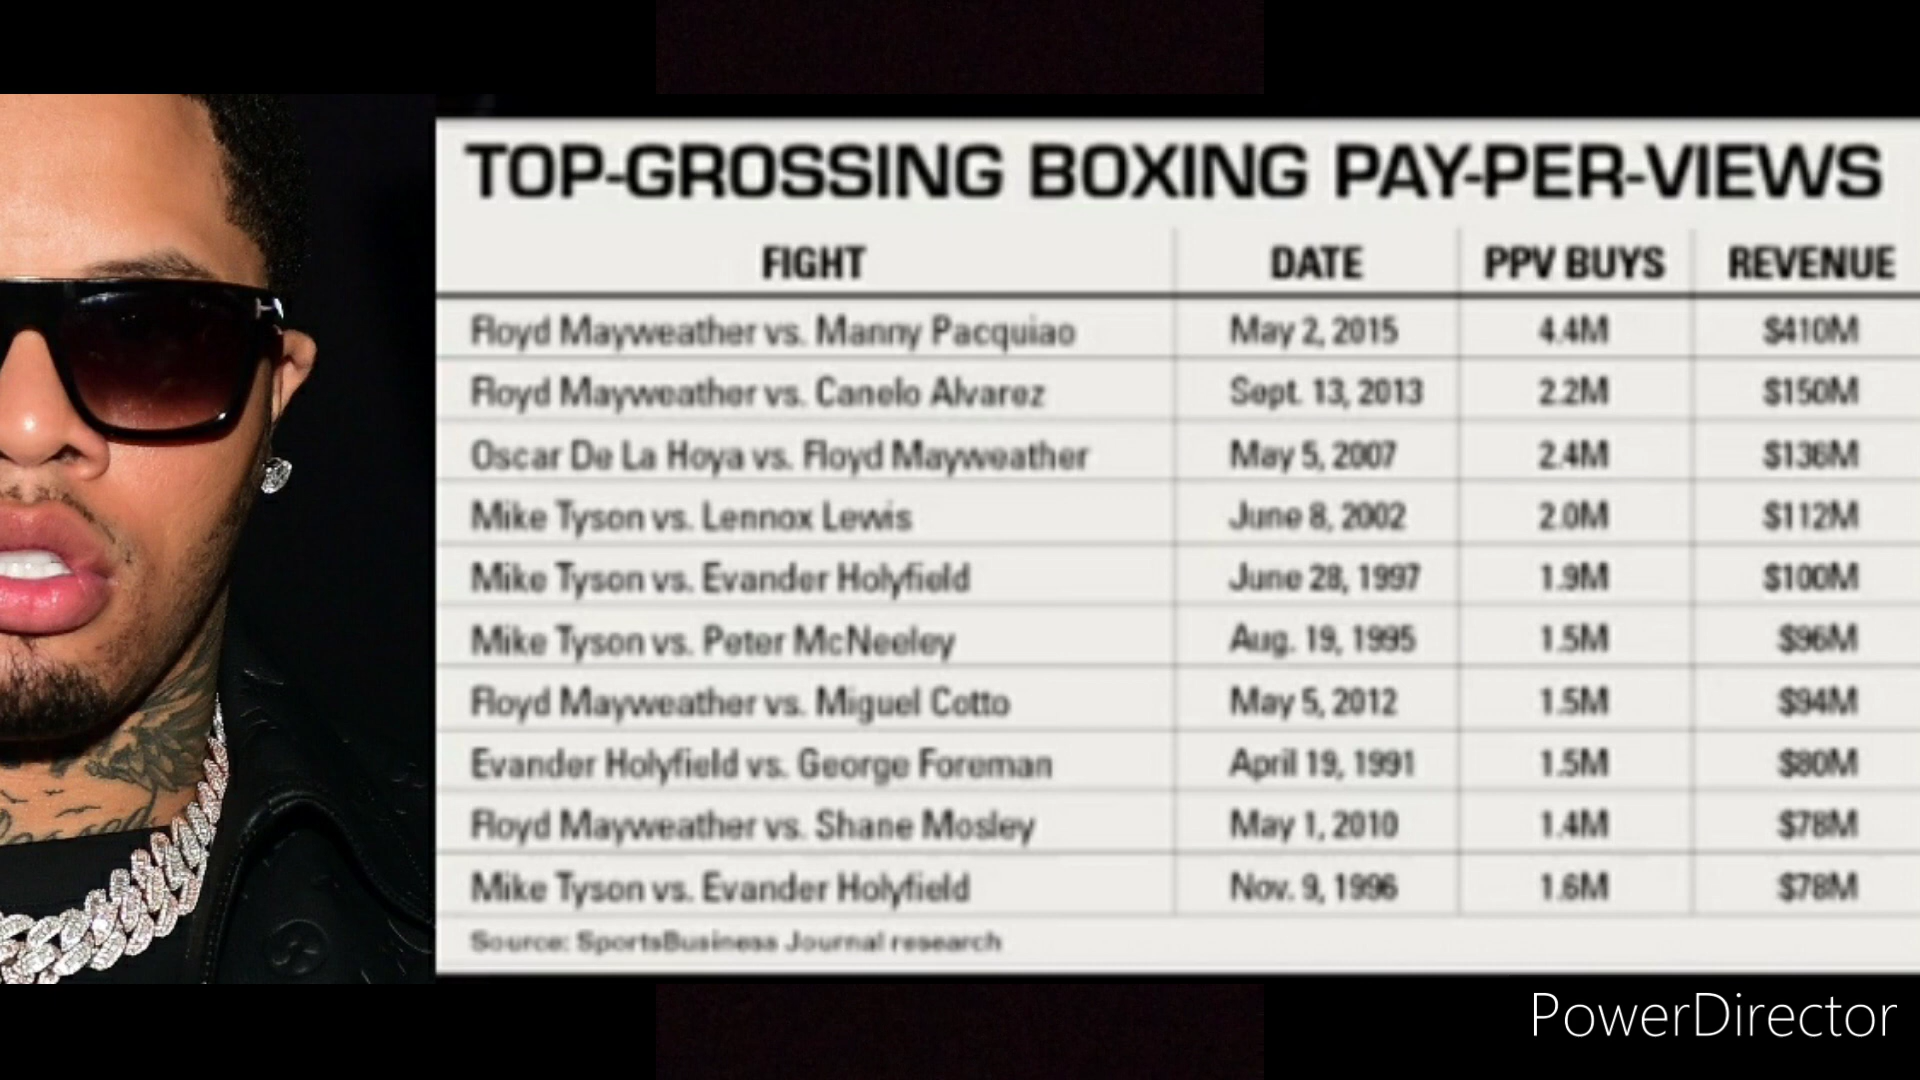 TOP-GROSSING BOXING PAY-PER-VIEWS
FIGHT DATE PPV BUYS REVENUE
Floyd Mayweather vs. Manny Pacquiao May 2, 2015 4.4M $410M
Floyd Mayweather vs. Canelo Alvarez Sept. 13, 2013 2.2M $150M
Oscar De La Hoya vs. Floyd Mayweather May 5, 2007 2.4M $136M
Mike Tyson vs. Lennox Lewis June 8, 2002 2.0M $112M
Mike Tyson vs. Evander Holyfield June 28, 1997 1.9M $100M
Mike Tyson vs. Peter McNeeley Aug. 19, 1995 1.5M $96M
Floyd Mayweather vs. Miguel Cotto May 5, 2012 1.5M $94M
Evander Holyfield vs. George Foreman April 19, 1991 1.5M $80M
Floyd Mayweather vs. Shane Mosley May 1, 2010 1.4M $78M
Mike Tyson vs. Evander Holyfield Nov. 9, 1996 1.6M $78M
Source: SportsBusiness Journal research
PowerDirector